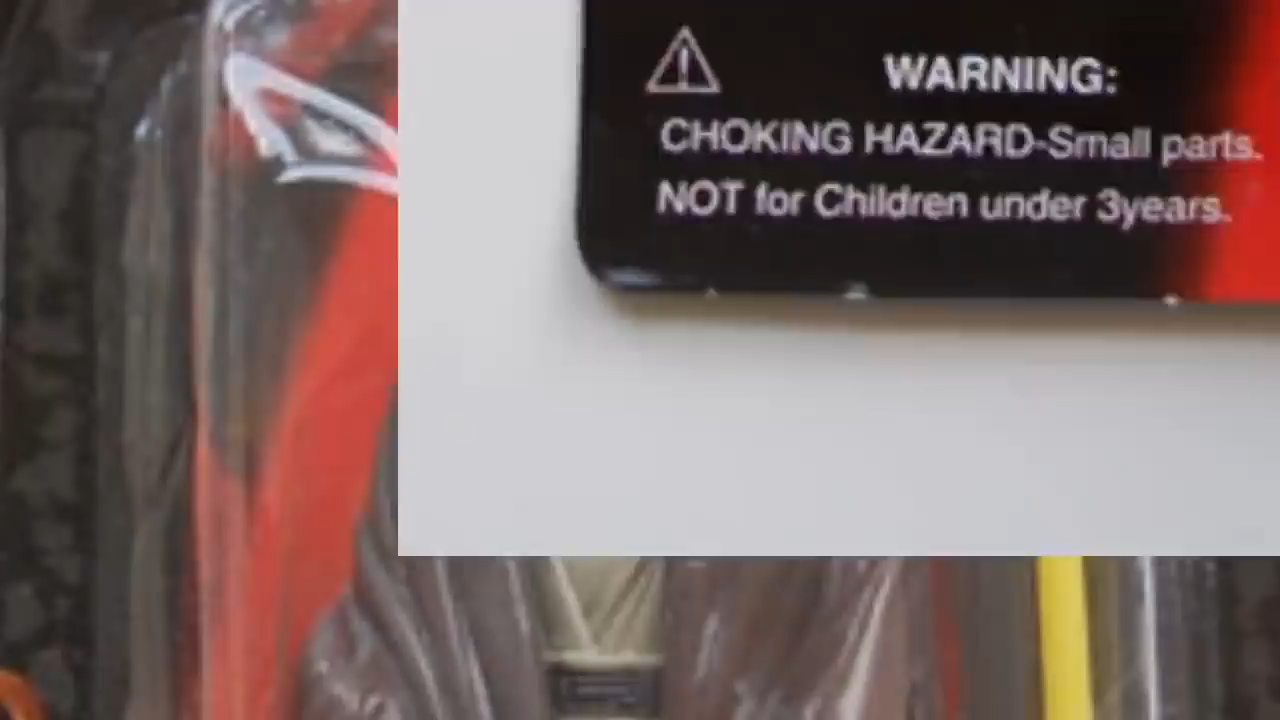 WARNING:
CHOKING HAZARD-Small parts.
NOT for Children under 3years.